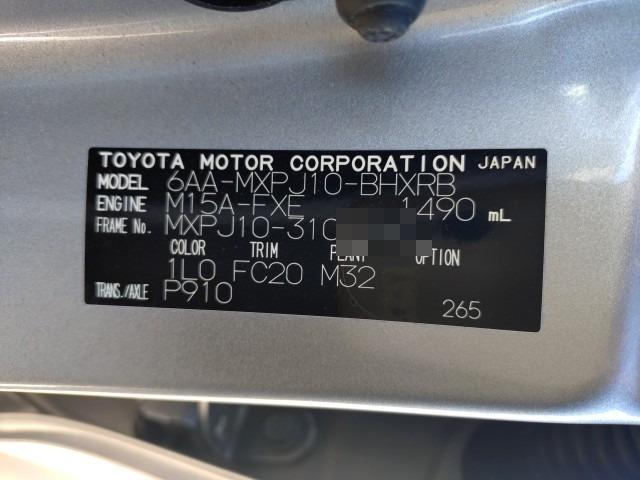 TOYOTA MOTOR CORPORATION JAPAN
MODEL 6AA-MXPJ10-BHXRB
ENGINE M15A-FXE 1490 mL
FRAME No. MXPJ10-310
COLOR TRIM PLANT OPTION
1L0 FC20 M32
TRANS./AXLE P910
265